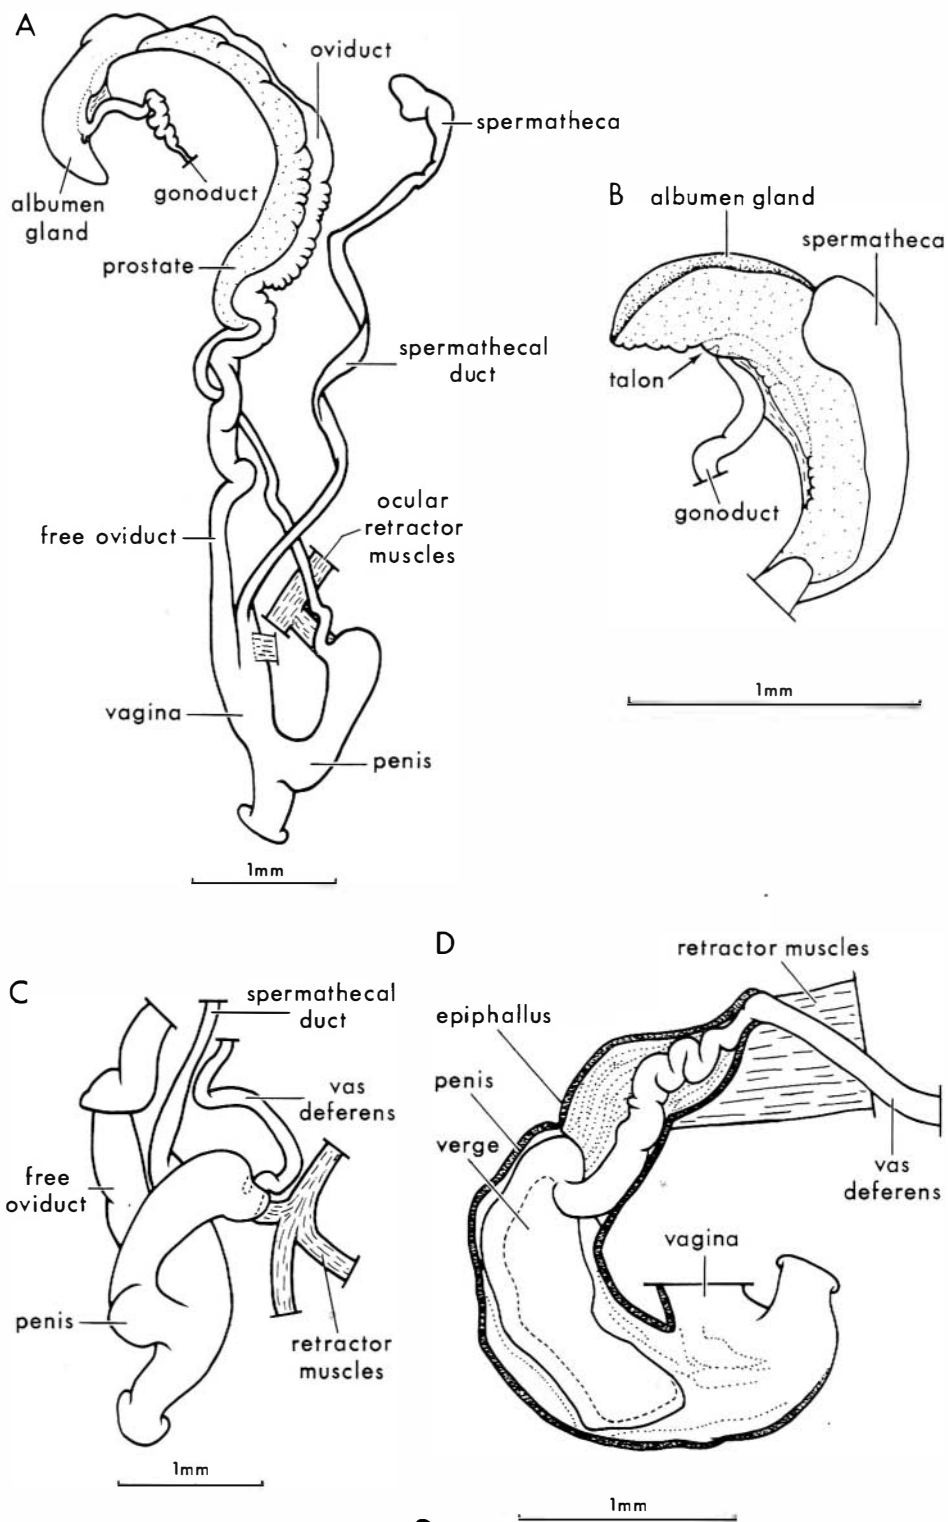 A
oviduct
spermatheca
albumen
gland
gonoduct
prostate
spermathecal
duct
ocular
retractor
muscles
free oviduct
vagina
penis
1mm
B
albumen gland
spermatheca
talon
gonoduct
1mm
C
spermathecal
duct
vas
deferens
free
oviduct
penis
retractor
muscles
1mm
D
retractor muscles
epiphallus
penis
verge
vas
deferens
vagina
1mm